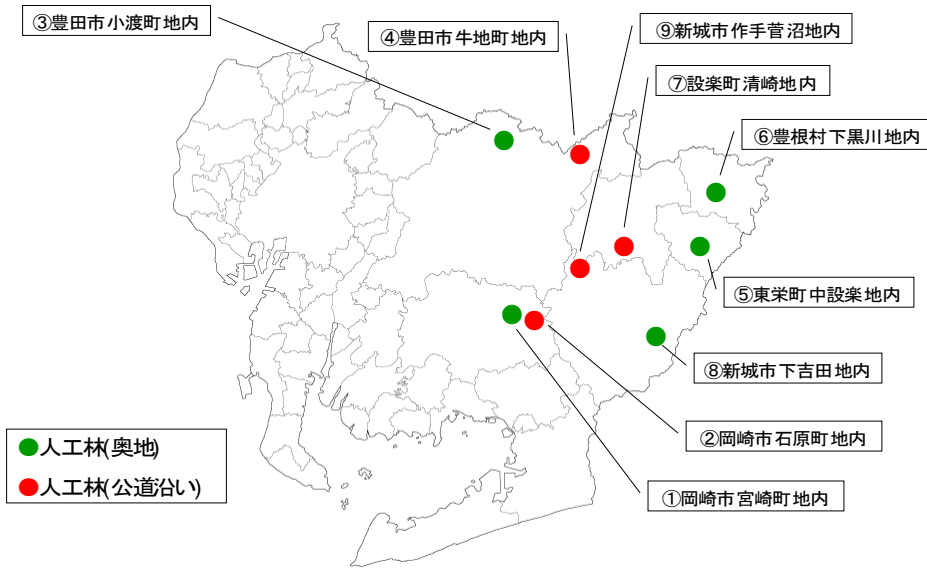 ③豊田市小渡町地内
④豊田市牛地町地内
⑨新城市作手菅沼地内
⑦設楽町清崎地内
⑥豊根村下黒川地内
⑤東栄町中設楽地内
⑧新城市下吉田地内
②岡崎市石原町地内
①岡崎市宮崎町地内
人工林(奥地)
人工林(公道沿い)